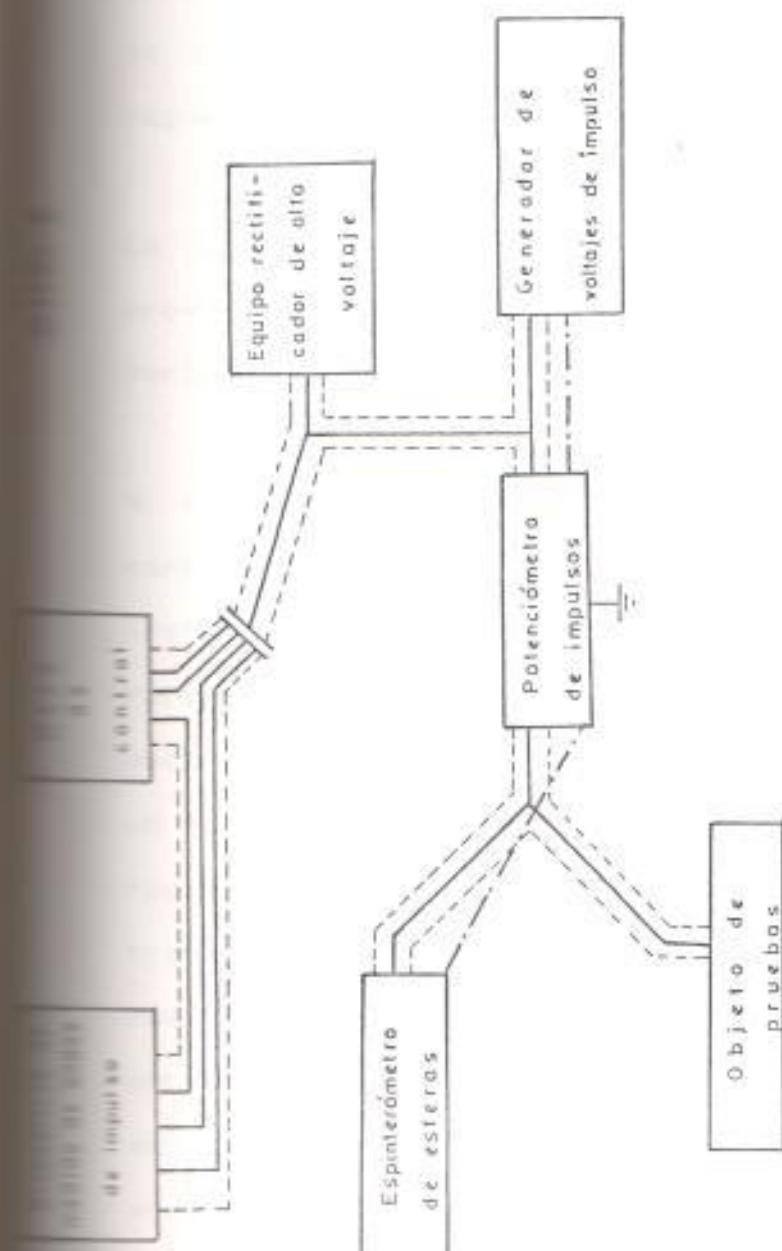 Equipo rectifi-
cador de alto
voltaje
Generador de
voltajes de impulso
control
Potenciómetro
de impulsos
de impulso
Espinterómetro
de esferas
Objeto de
pruebas